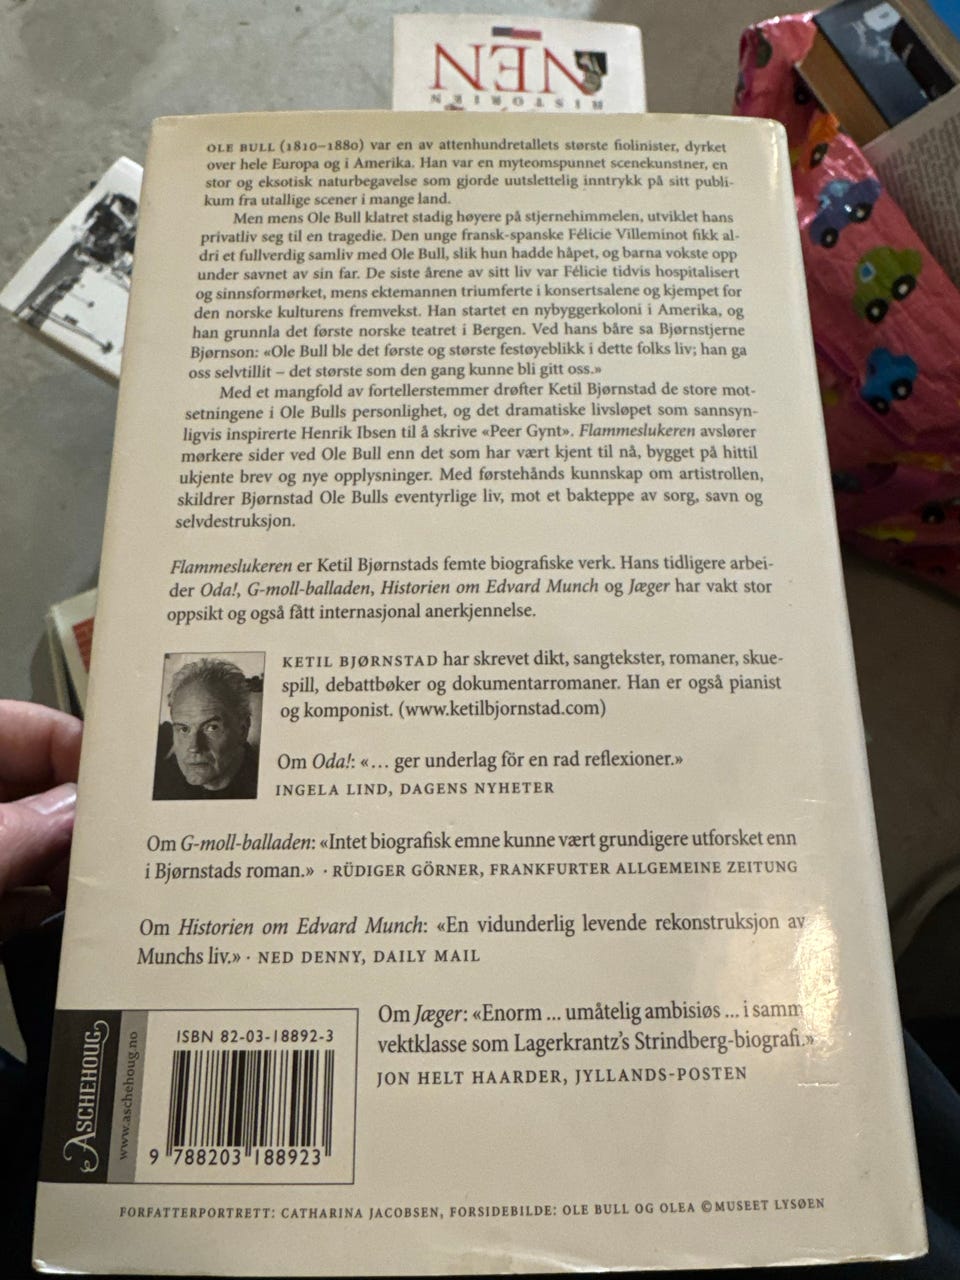 NEN
HISTORIEN
OLE BULL (1810–1880) var en av attenhundretallets største fiolinister, dyrket
over hele Europa og i Amerika. Han var en myteomspunnet scenekunstner, en
stor og eksotisk naturbegavelse som gjorde uutslettelig inntrykk på sitt publi-
kum fra utallige scener i mange land.
Men mens Ole Bull klatret stadig høyere på stjernehimmelen, utviklet hans
privatliv seg til en tragedie. Den unge fransk-spanske Félicie Villeminot fikk al-
dri et fullverdig samliv med Ole Bull, slik hun hadde håpet, og barna vokste opp
under savnet av sin far. De siste årene av sitt liv var Félicie tidvis hospitalisert
og sinnsformørket, mens ektemannen triumferte i konsertsalene og kjempet for
den norske kulturens fremvekst. Han startet en nybyggerkoloni i Amerika, og
han grunnla det første norske teatret i Bergen. Ved hans båre sa Bjørnstjerne
Bjørnson: «Ole Bull ble det første og største festøyeblikk i dette folks liv; han ga
oss selvtillit – det største som den gang kunne bli gitt oss.»
Med et mangfold av fortellerstemmer drøfter Ketil Bjørnstad de store mot-
setningene i Ole Bulls personlighet, og det dramatiske livsløpet som sannsyn-
ligvis inspirerte Henrik Ibsen til å skrive «Peer Gynt». Flammeslukeren avslører
mørkere sider ved Ole Bull enn det som har vært kjent til nå, bygget på hittil
ukjente brev og nye opplysninger. Med førstehånds kunnskap om artistrollen,
skildrer Bjørnstad Ole Bulls eventyrlige liv, mot et bakteppe av sorg, savn og
selvdestruksjon.
Flammeslukeren er Ketil Bjørnstads femte biografiske verk. Hans tidligere arbei-
der Oda!, G-moll-balladen, Historien om Edvard Munch og Jæger har vakt stor
oppsikt og også fått internasjonal anerkjennelse.
KETIL BJØRNSTAD har skrevet dikt, sangtekster, romaner, skue-
spill, debattbøker og dokumentarromaner. Han er også pianist
og komponist. (www.ketilbjornstad.com)
Om Oda!: «… ger underlag för en rad reflexioner.»
INGELA LIND, DAGENS NYHETER
Om G-moll-balladen: «Intet biografisk emne kunne vært grundigere utforsket enn
i Bjørnstads roman.» · RÜDIGER GÖRNER, FRANKFURTER ALLGEMEINE ZEITUNG
Om Historien om Edvard Munch: «En vidunderlig levende rekonstruksjon av
Munchs liv.» · NED DENNY, DAILY MAIL
Om Jæger: «Enorm ... umåtelig ambisiøs ... i samm
vektklasse som Lagerkrantz's Strindberg-biografi.»
JON HELT HAARDER, JYLLANDS-POSTEN
ASCHEHOUG
www.aschehoug.no
ISBN 82-03-18892-3
9 788203 188923
FORFATTERPORTRETT: CATHARINA JACOBSEN, FORSIDEBILDE: OLE BULL OG OLEA ©MUSEET LYSØEN